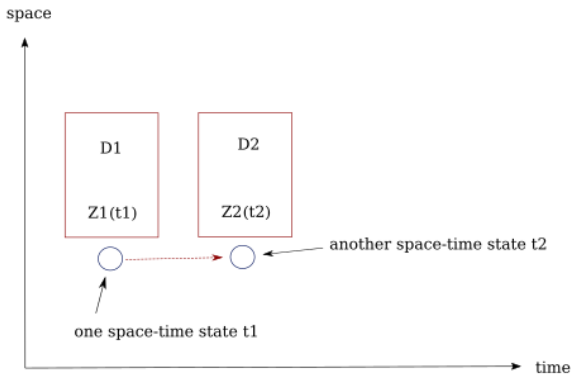 space
D1
D2
Z1(t1)
Z2(t2)
another space-time state t2
one space-time state t1
time